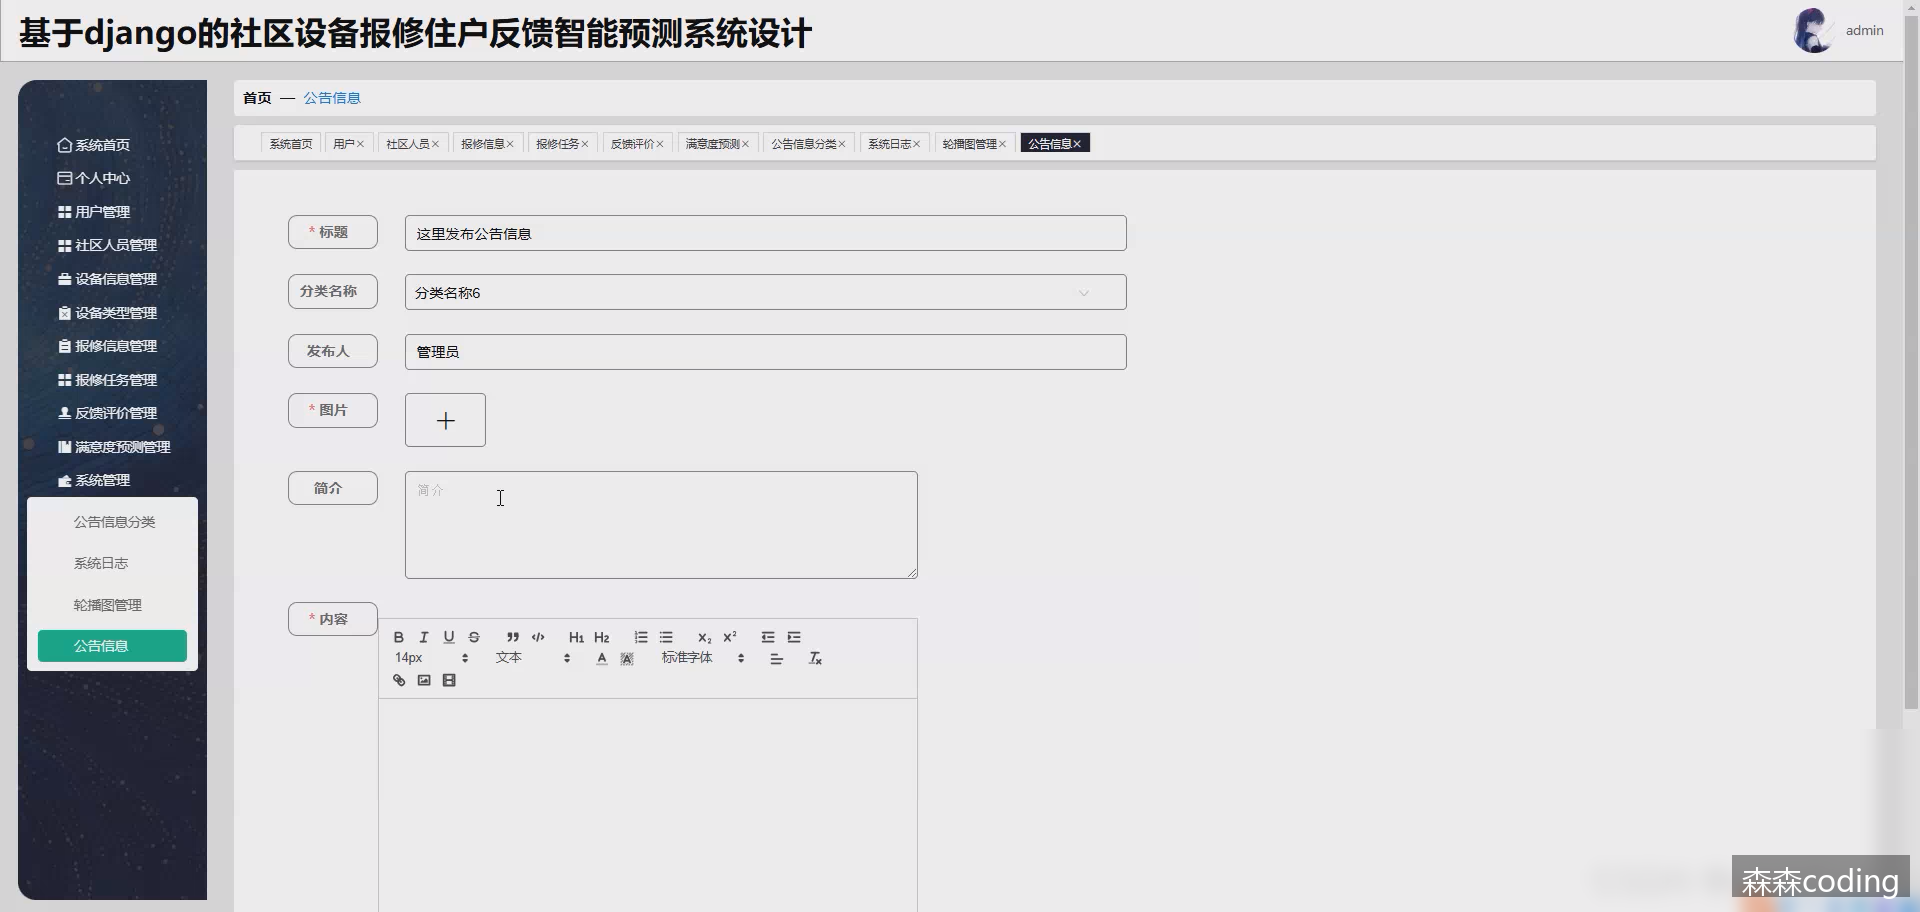 基于django的社区设备报修住户反馈智能预测系统设计
admin
系统首页
个人中心
用户管理
社区人员管理
设备信息管理
设备类型管理
报修信息管理
报修任务管理
反馈评价管理
满意度预测管理
系统管理
公告信息分类
系统日志
轮播图管理
公告信息
首页 — 公告信息
系统首页 用户× 社区人员× 报修信息× 报修任务× 反馈评价× 满意度预测× 公告信息分类× 系统日志× 轮播图管理× 公告信息×
* 标题 这里发布公告信息
分类名称 分类名称6
发布人 管理员
* 图片
简介 简介
* 内容
B I U S H1 H2 X2 X2
14px 文本 A A 标准字体 Tx
森森coding